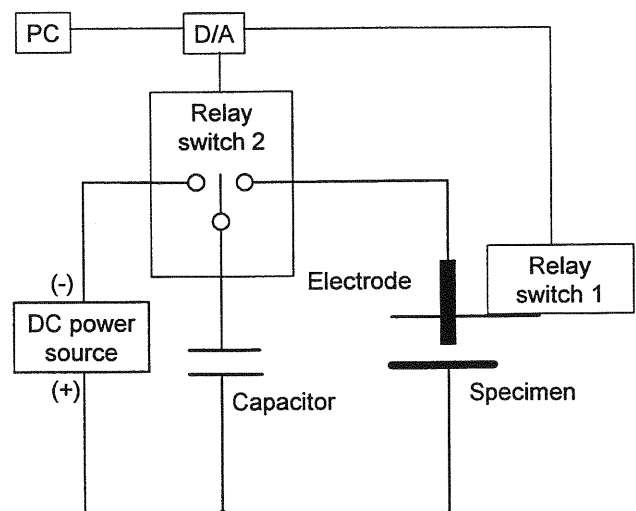 PC
D/A
Relay
switch 2
(-)
DC power
source
(+)
Capacitor
Electrode
Relay
switch 1
Specimen